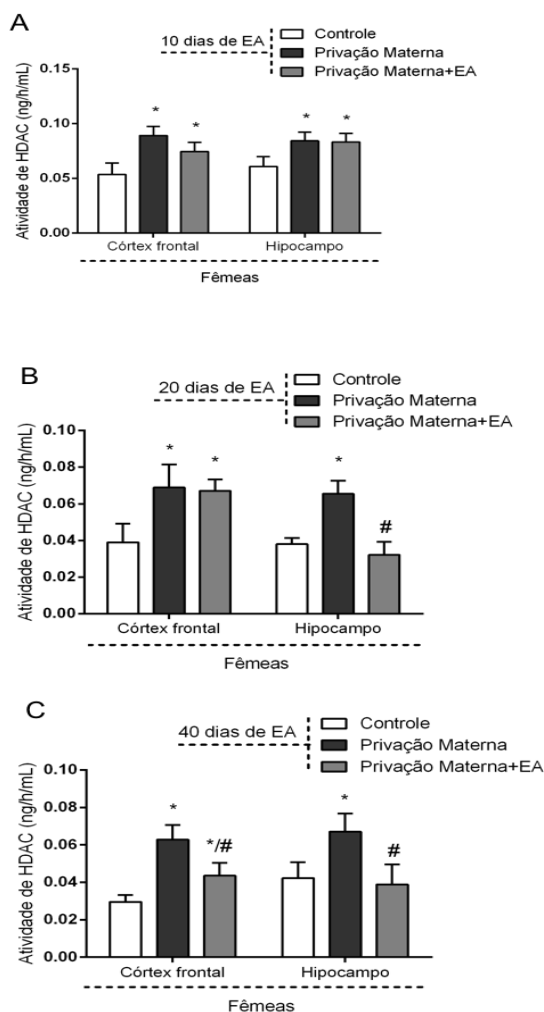 A
10 dias de EA
Controle
Privação Materna
Privação Materna+EA
Atividade de HDAC (ng/h/mL)
0.15
0.10
0.05
0.00
* * * *
Córtex frontal Hipocampo
Fêmeas
B
20 dias de EA
Controle
Privação Materna
Privação Materna+EA
Atividade de HDAC (ng/h/mL)
0.10
0.08
0.06
0.04
0.02
0.00
* * * #
Córtex frontal Hipocampo
Fêmeas
C
40 dias de EA
Controle
Privação Materna
Privação Materna+EA
Atividade de HDAC (ng/h/mL)
0.10
0.08
0.06
0.04
0.02
0.00
* */# * #
Córtex frontal Hipocampo
Fêmeas